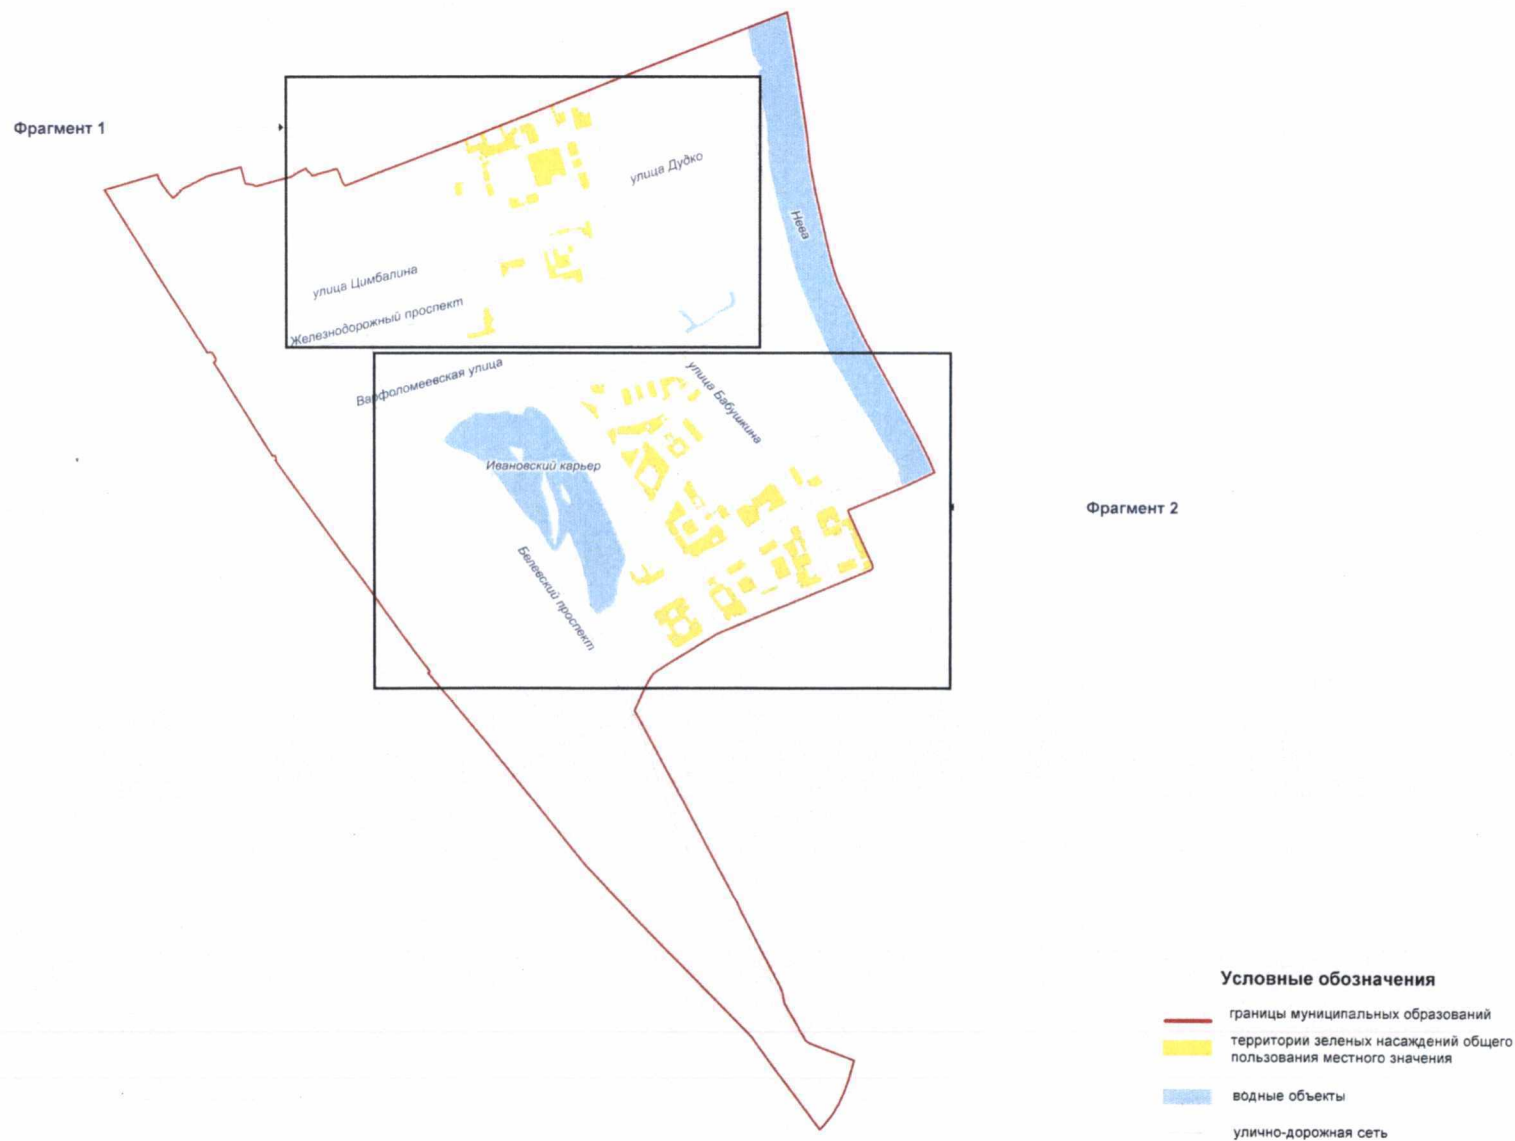 Фрагмент 1
улица Дудко
Нева
улица Цимбалина
Железнодорожный проспект
Варфоломеевская улица
улица Бабушкина
Ивановский карьер
Фрагмент 2
Белевский проспект
Условные обозначения
границы муниципальных образований
территории зеленых насаждений общего
пользования местного значения
водные объекты
улично-дорожная сеть